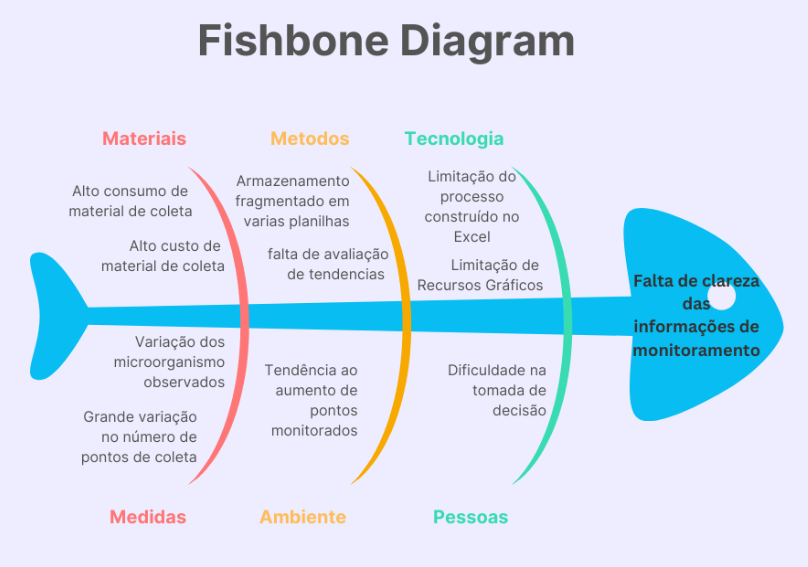 Fishbone Diagram
Materiais
Metodos
Tecnologia
Alto consumo de
material de coleta
Alto custo de
material de coleta
Armazenamento
fragmentado em
varias planilhas
falta de avaliação
de tendencias
Limitação do
processo
construído no
Excel
Limitação de
Recursos Gráficos
Falta de clareza
das
informações de
monitoramento
Variação dos
microorganismo
observados
Grande variação
no número de
pontos de coleta
Tendência ao
aumento de
pontos
monitorados
Dificuldade na
tomada de
decisão
Medidas
Ambiente
Pessoas